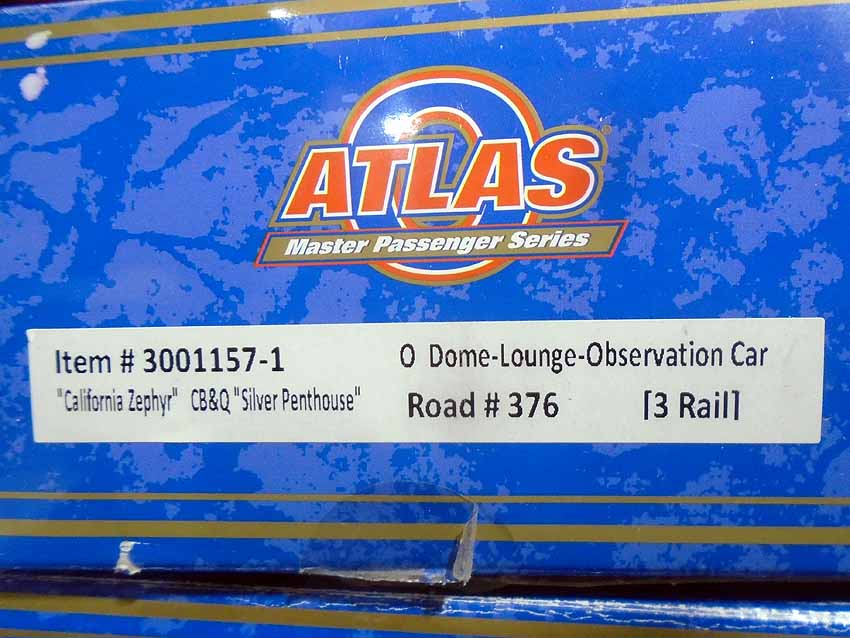 ATLAS
Master Passenger Series
Item # 3001157-1 O Dome-Lounge-Observation Car
"California Zephyr" CB&Q "Silver Penthouse" Road # 376 [3 Rail]